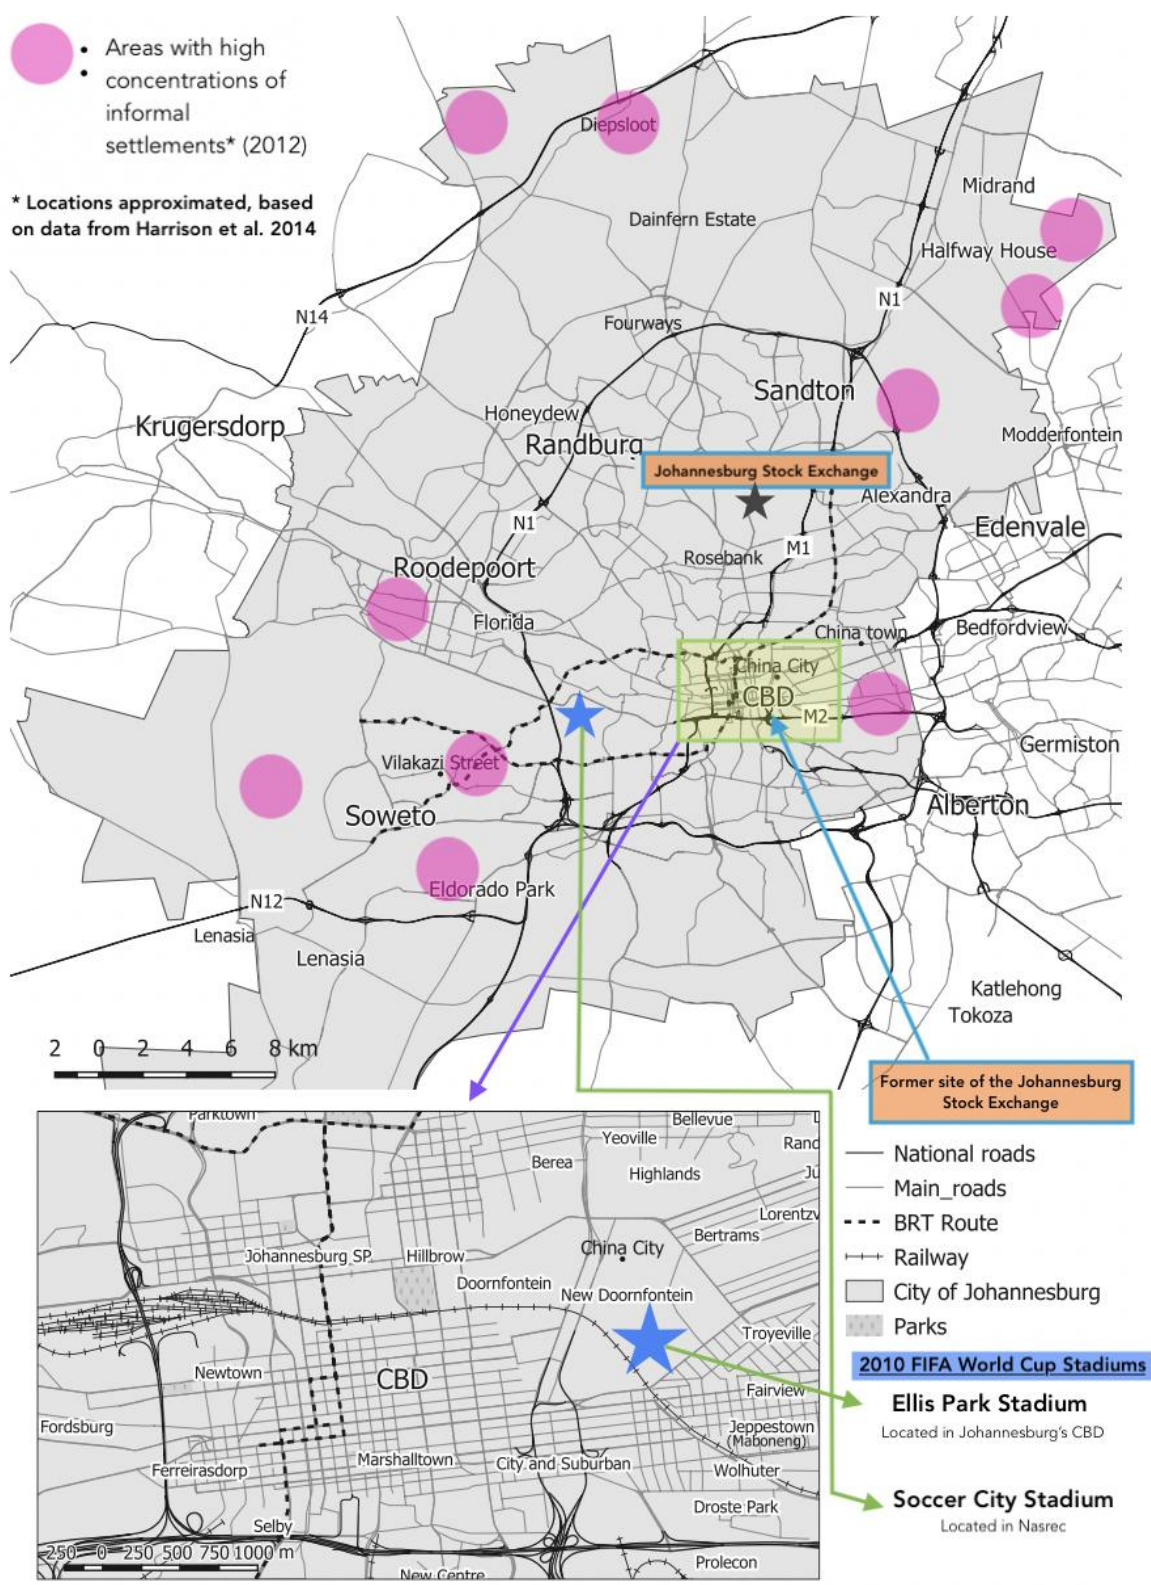 Areas with high
concentrations of
informal
settlements* (2012)
* Locations approximated, based
on data from Harrison et al. 2014
Diepsloot
Midrand
Dainfern Estate
Halfway House
N1
N14
Fourways
Sandton
Honeydew
Krugersdorp
Randburg
Modderfontein
Johannesburg Stock Exchange
Alexandra
N1
Edenvale
M1
Rosebank
Roodepoort
Florida
China town
Bedfordview
China City
CBD
M2
Germiston
Vilakazi Street
Soweto
Alberton
Eldorado Park
N12
Lenasia
Lenasia
Katlehong
Tokoza
2 0 2 4 6 8 km
Former site of the Johannesburg
Stock Exchange
Parktown
Bellevue
Yeoville
Rand
Berea
Highlands
Ju
Lorentzv
Bertrams
China City
Johannesburg SP
Hillbrow
Doornfontein
New Doornfontein
Troyeville
Newtown
CBD
Fairview
Fordsburg
Jeppestown
(Maboneng)
Marshalltown
City and Suburban
Ferreirasdorp
Wolhuter
Droste Park
Selby
250 0 250 500 750 1000 m
New Centre
Prolecon
National roads
Main_roads
BRT Route
Railway
City of Johannesburg
Parks
2010 FIFA World Cup Stadiums
Ellis Park Stadium
Located in Johannesburg's CBD
Soccer City Stadium
Located in Nasrec